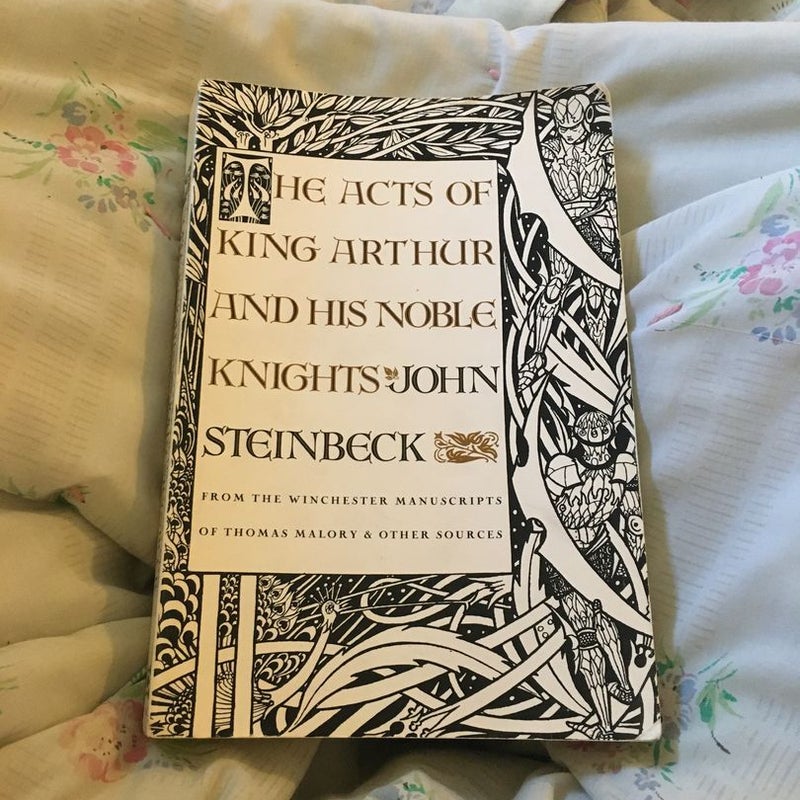 THE ACTS OF
KING ARTHUR
AND HIS NOBLE
KNIGHTS JOHN
STEINBECK
FROM THE WINCHESTER MANUSCRIPTS
OF THOMAS MALORY & OTHER SOURCES